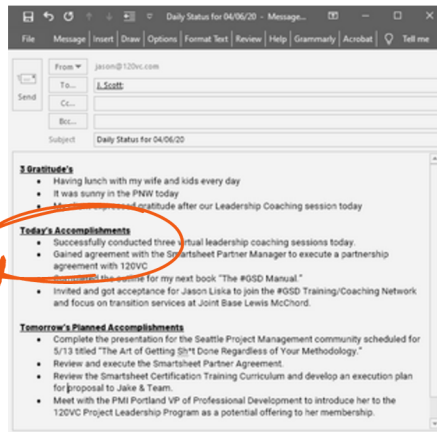 Daily Status for 04/06/20 - Message...
File Message Insert Draw Options Format Text Review Help Grammarly Acrobat Tell me
From jason@120vc.com
Send
To... J. Scott;
Cc...
Bcc...
Subject Daily Status for 04/06/20
3 Gratitude's
Having lunch with my wife and kids every day
It was sunny in the PNW today
gratitude after our Leadership Coaching session today
Today's Accomplishments
Successfully conducted three virtual leadership coaching sessions today.
Gained agreement with the Smartsheet Partner Manager to execute a partnership
agreement with 120VC
the outline for my next book "The #GSD Manual."
Invited and got acceptance for Jason Liska to join the #GSD Training/Coaching Network
and focus on transition services at Joint Base Lewis McChord.
Tomorrow's Planned Accomplishments
Complete the presentation for the Seattle Project Management community scheduled for
5/13 titled "The Art of Getting Sh*t Done Regardless of Your Methodology."
Review and execute the Smartsheet Partner Agreement.
Review the Smartsheet Certification Training Curriculum and develop an execution plan
for proposal to Jake & Team.
Meet with the PMI Portland VP of Professional Development to introduce her to the
120VC Project Leadership Program as a potential offering to her membership.